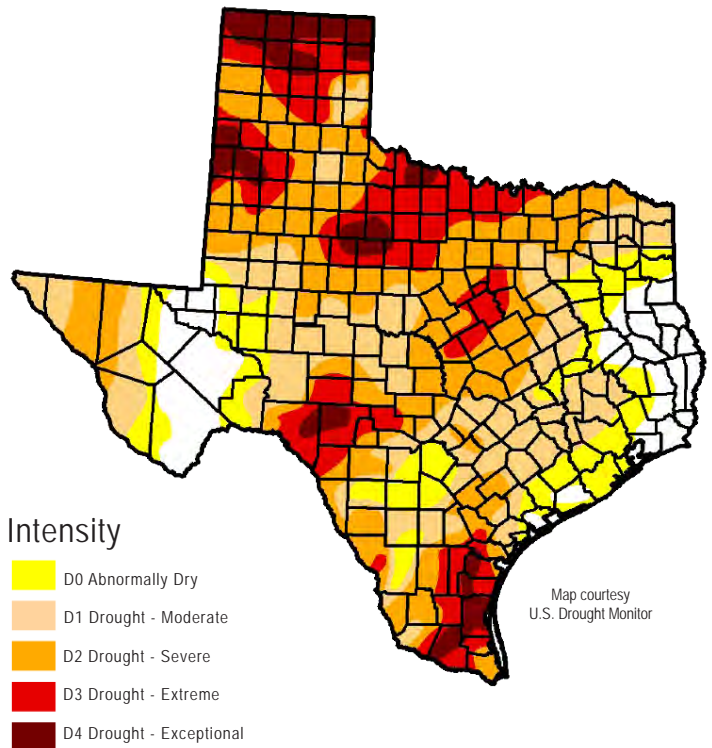 Intensity
D0 Abnormally Dry
D1 Drought - Moderate
D2 Drought - Severe
D3 Drought - Extreme
D4 Drought - Exceptional
Map courtesy
U.S. Drought Monitor